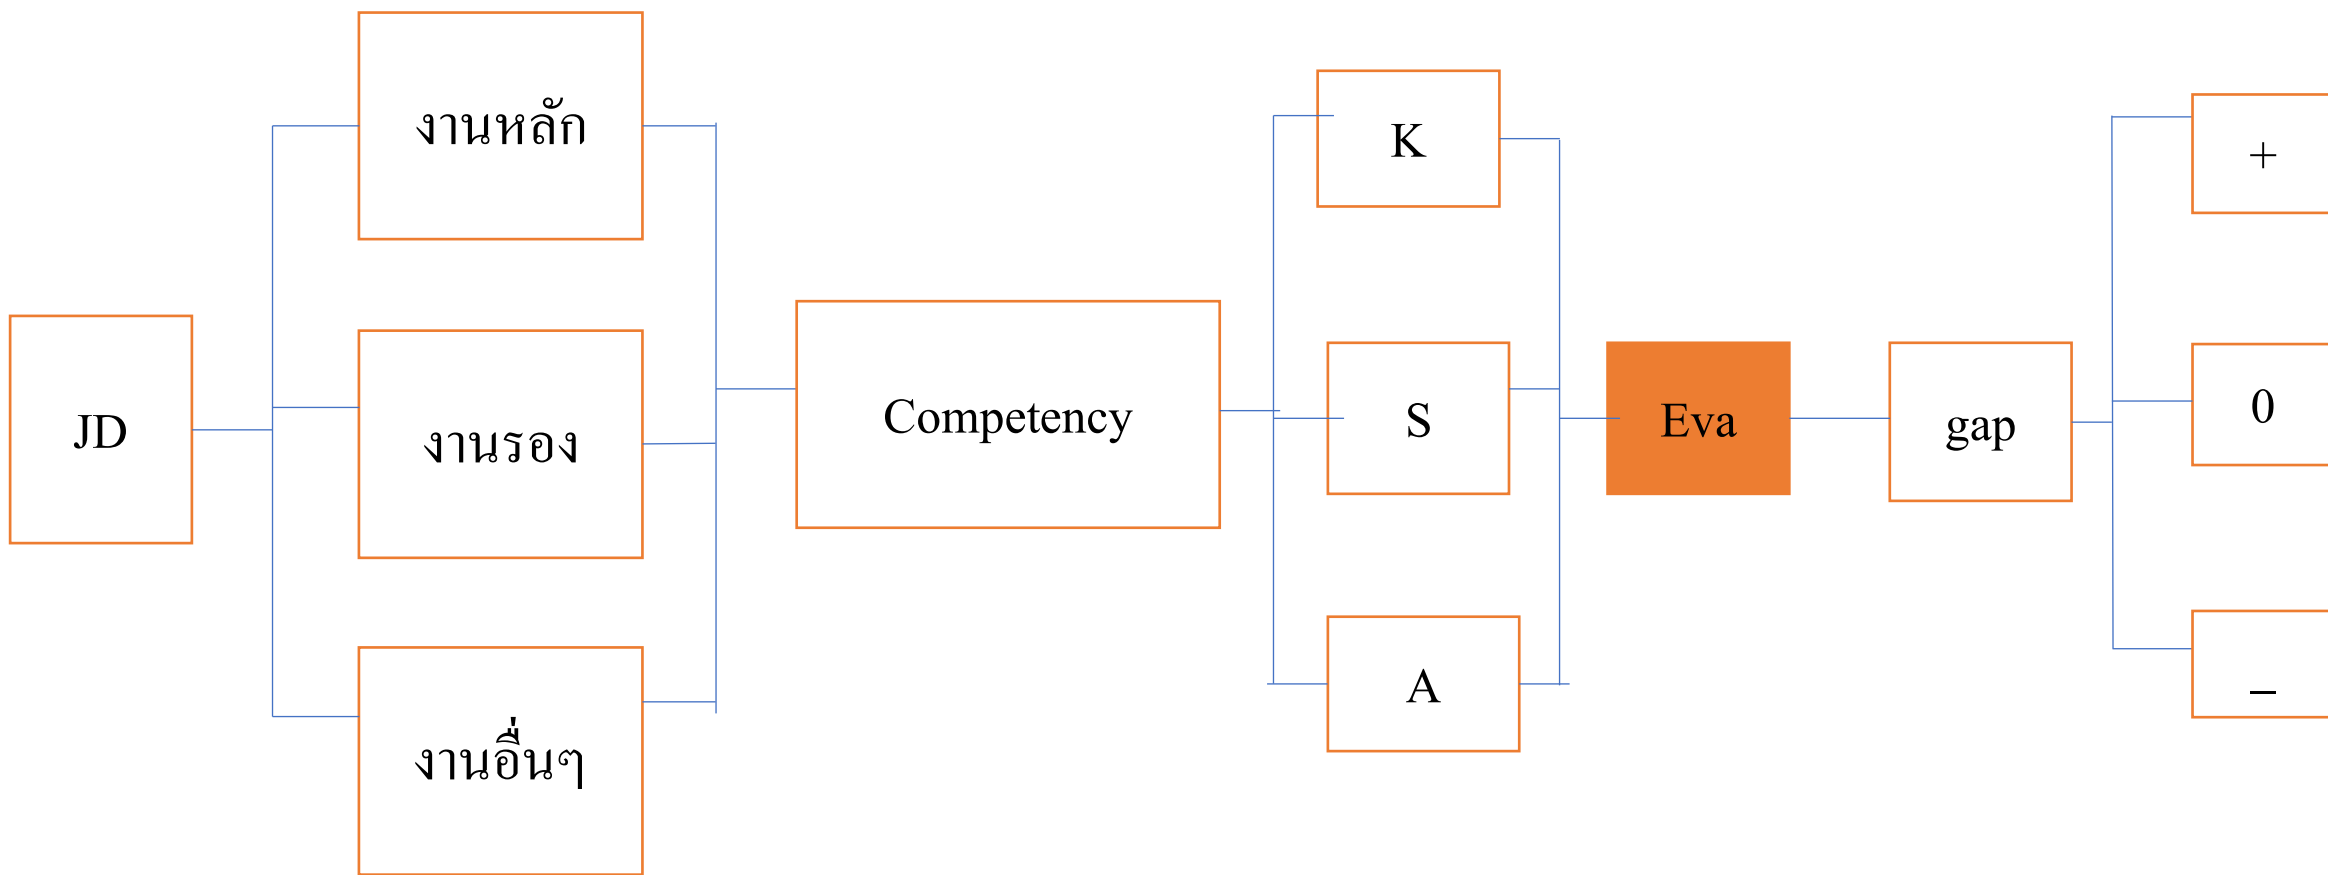 JD
งานหลัก
งานรอง
งานอื่นๆ
Competency
K
S
A
Eva
gap
+
0
–